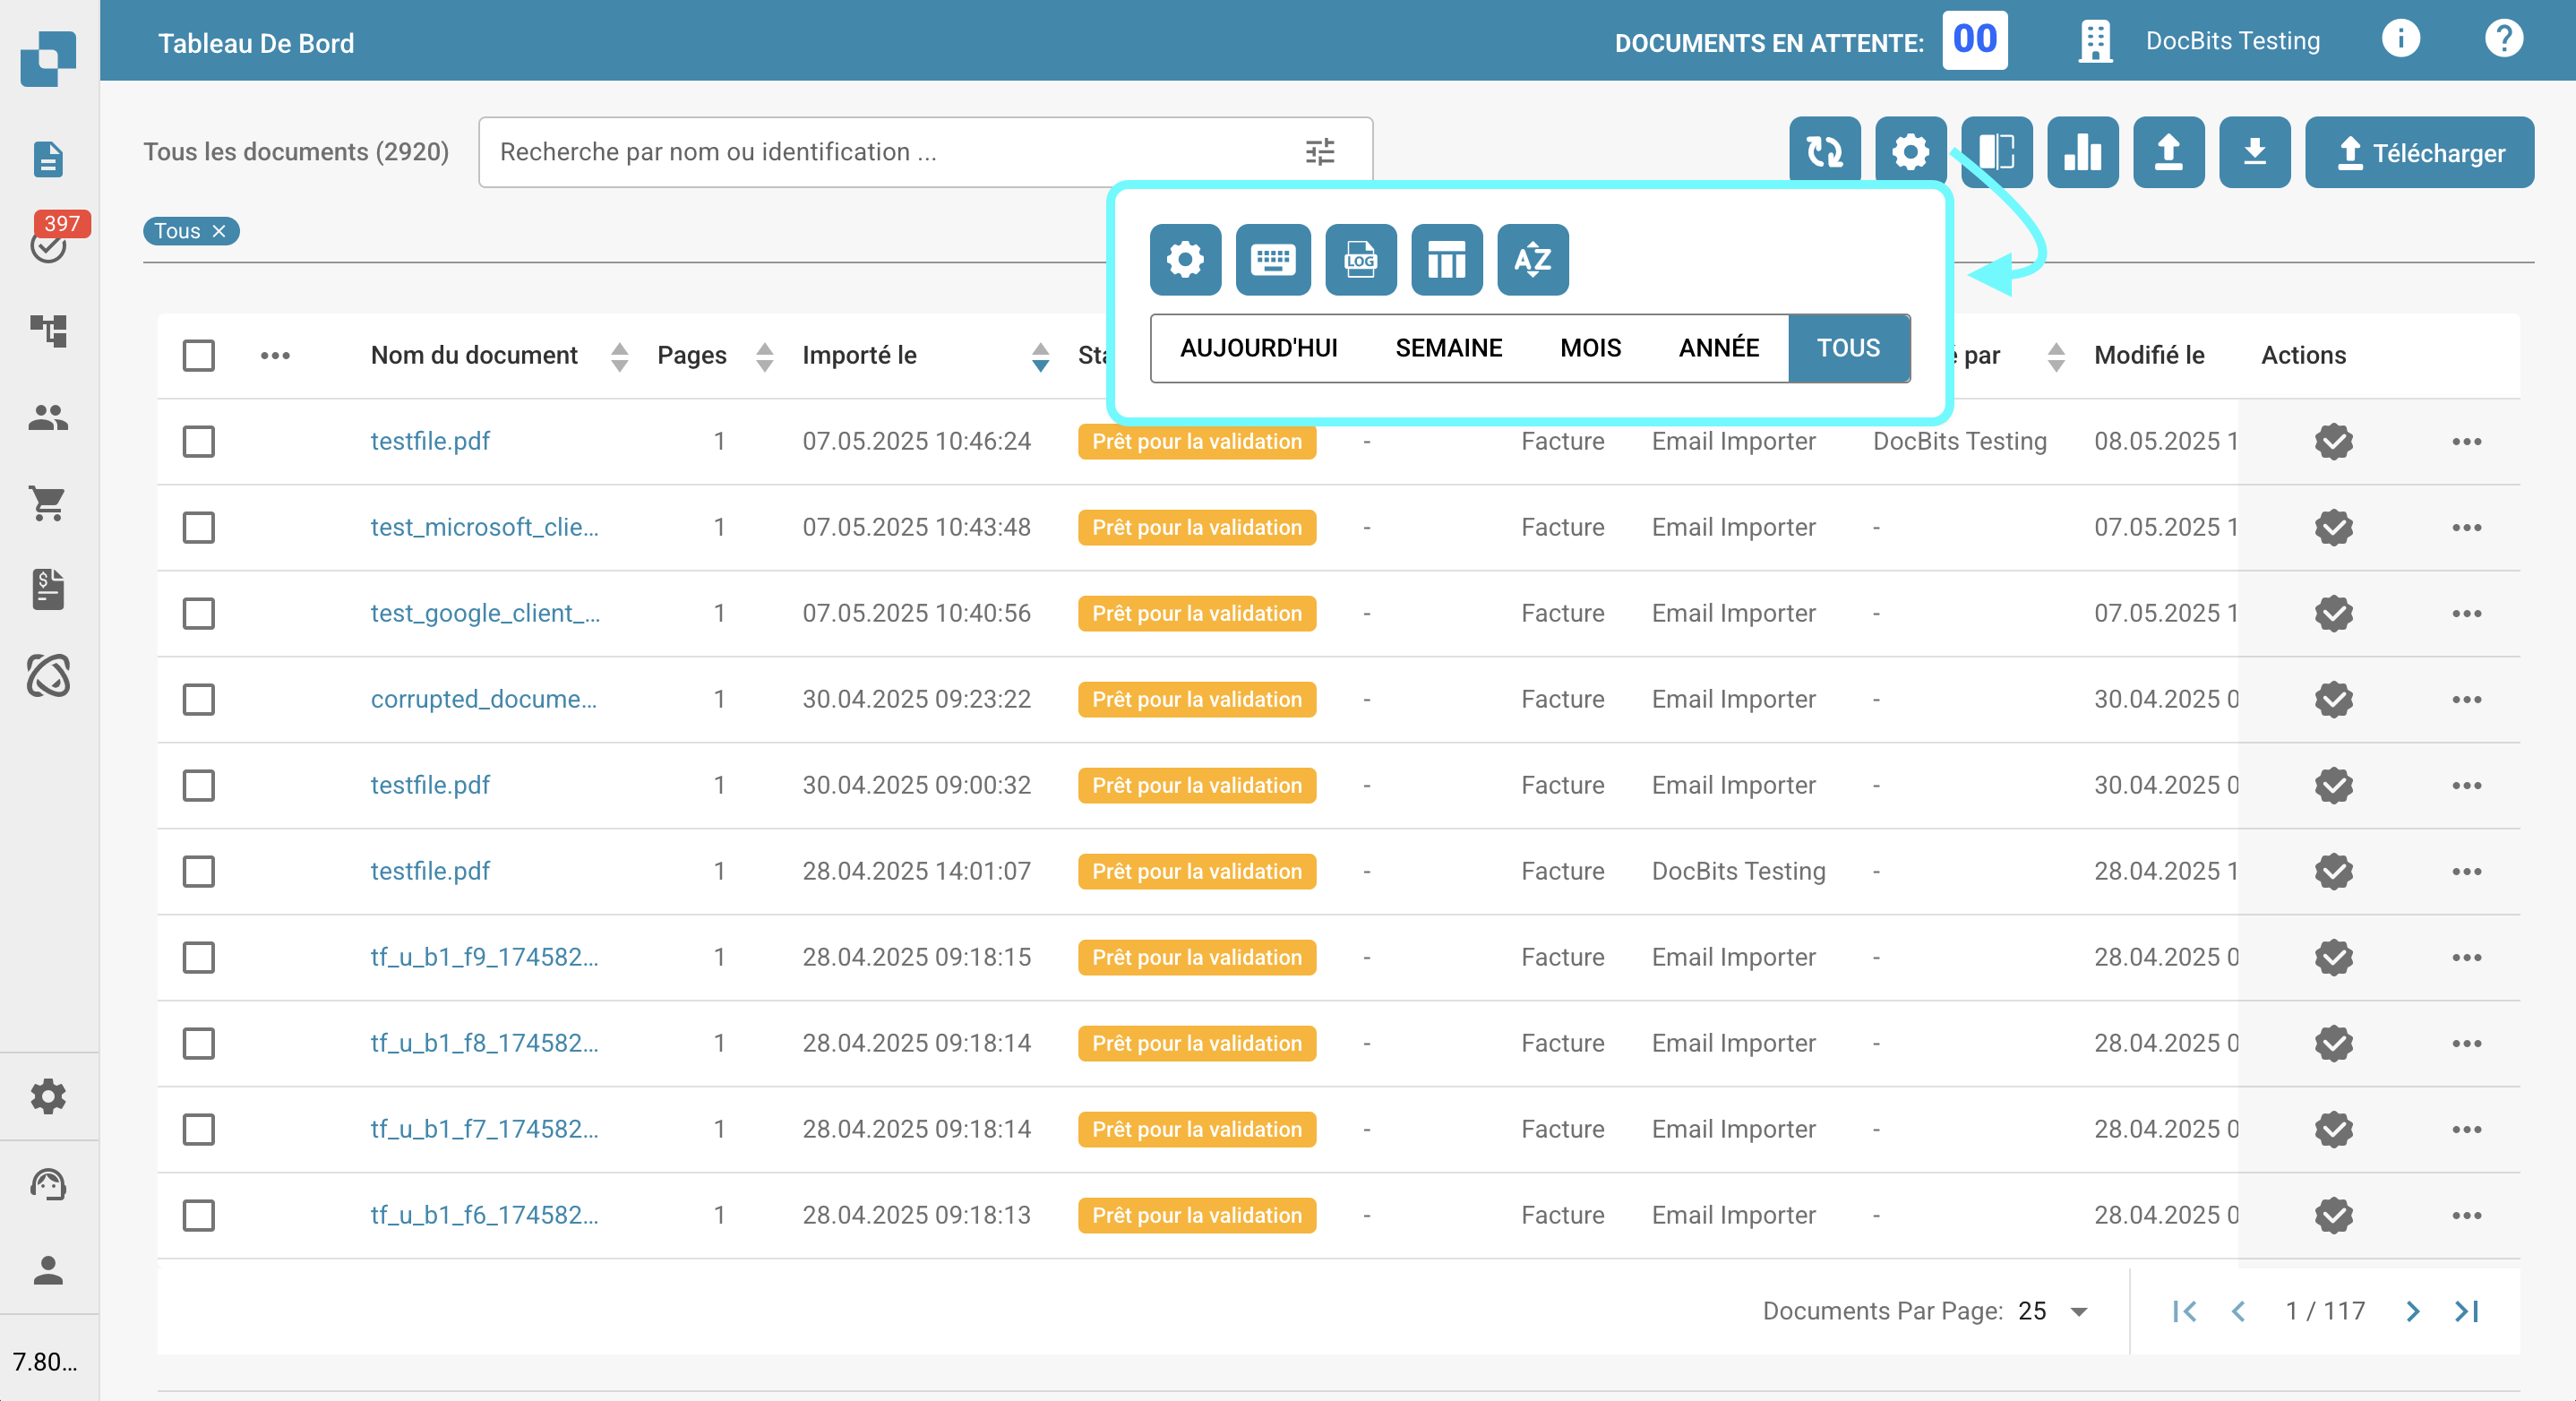 Tableau De Bord
DOCUMENTS EN ATTENTE: 00
DocBits Testing
Tous les documents (2920)
Recherche par nom ou identification ...
Télécharger
397
Tous
LOG
AZ
AUJOURD'HUI SEMAINE MOIS ANNÉE TOUS
Nom du document Pages Importé le par Modifié le Actions
testfile.pdf 1 07.05.2025 10:46:24 Prêt pour la validation - Facture Email Importer DocBits Testing 08.05.2025 1
test_microsoft_clie... 1 07.05.2025 10:43:48 Prêt pour la validation - Facture Email Importer - 07.05.2025 1
test_google_client_... 1 07.05.2025 10:40:56 Prêt pour la validation - Facture Email Importer - 07.05.2025 1
corrupted_docume... 1 30.04.2025 09:23:22 Prêt pour la validation - Facture Email Importer - 30.04.2025 0
testfile.pdf 1 30.04.2025 09:00:32 Prêt pour la validation - Facture Email Importer - 30.04.2025 0
testfile.pdf 1 28.04.2025 14:01:07 Prêt pour la validation - Facture DocBits Testing - 28.04.2025 1
tf_u_b1_f9_174582... 1 28.04.2025 09:18:15 Prêt pour la validation - Facture Email Importer - 28.04.2025 0
tf_u_b1_f8_174582... 1 28.04.2025 09:18:14 Prêt pour la validation - Facture Email Importer - 28.04.2025 0
tf_u_b1_f7_174582... 1 28.04.2025 09:18:14 Prêt pour la validation - Facture Email Importer - 28.04.2025 0
tf_u_b1_f6_174582... 1 28.04.2025 09:18:13 Prêt pour la validation - Facture Email Importer - 28.04.2025 0
Documents Par Page: 25
1 / 117
7.80...